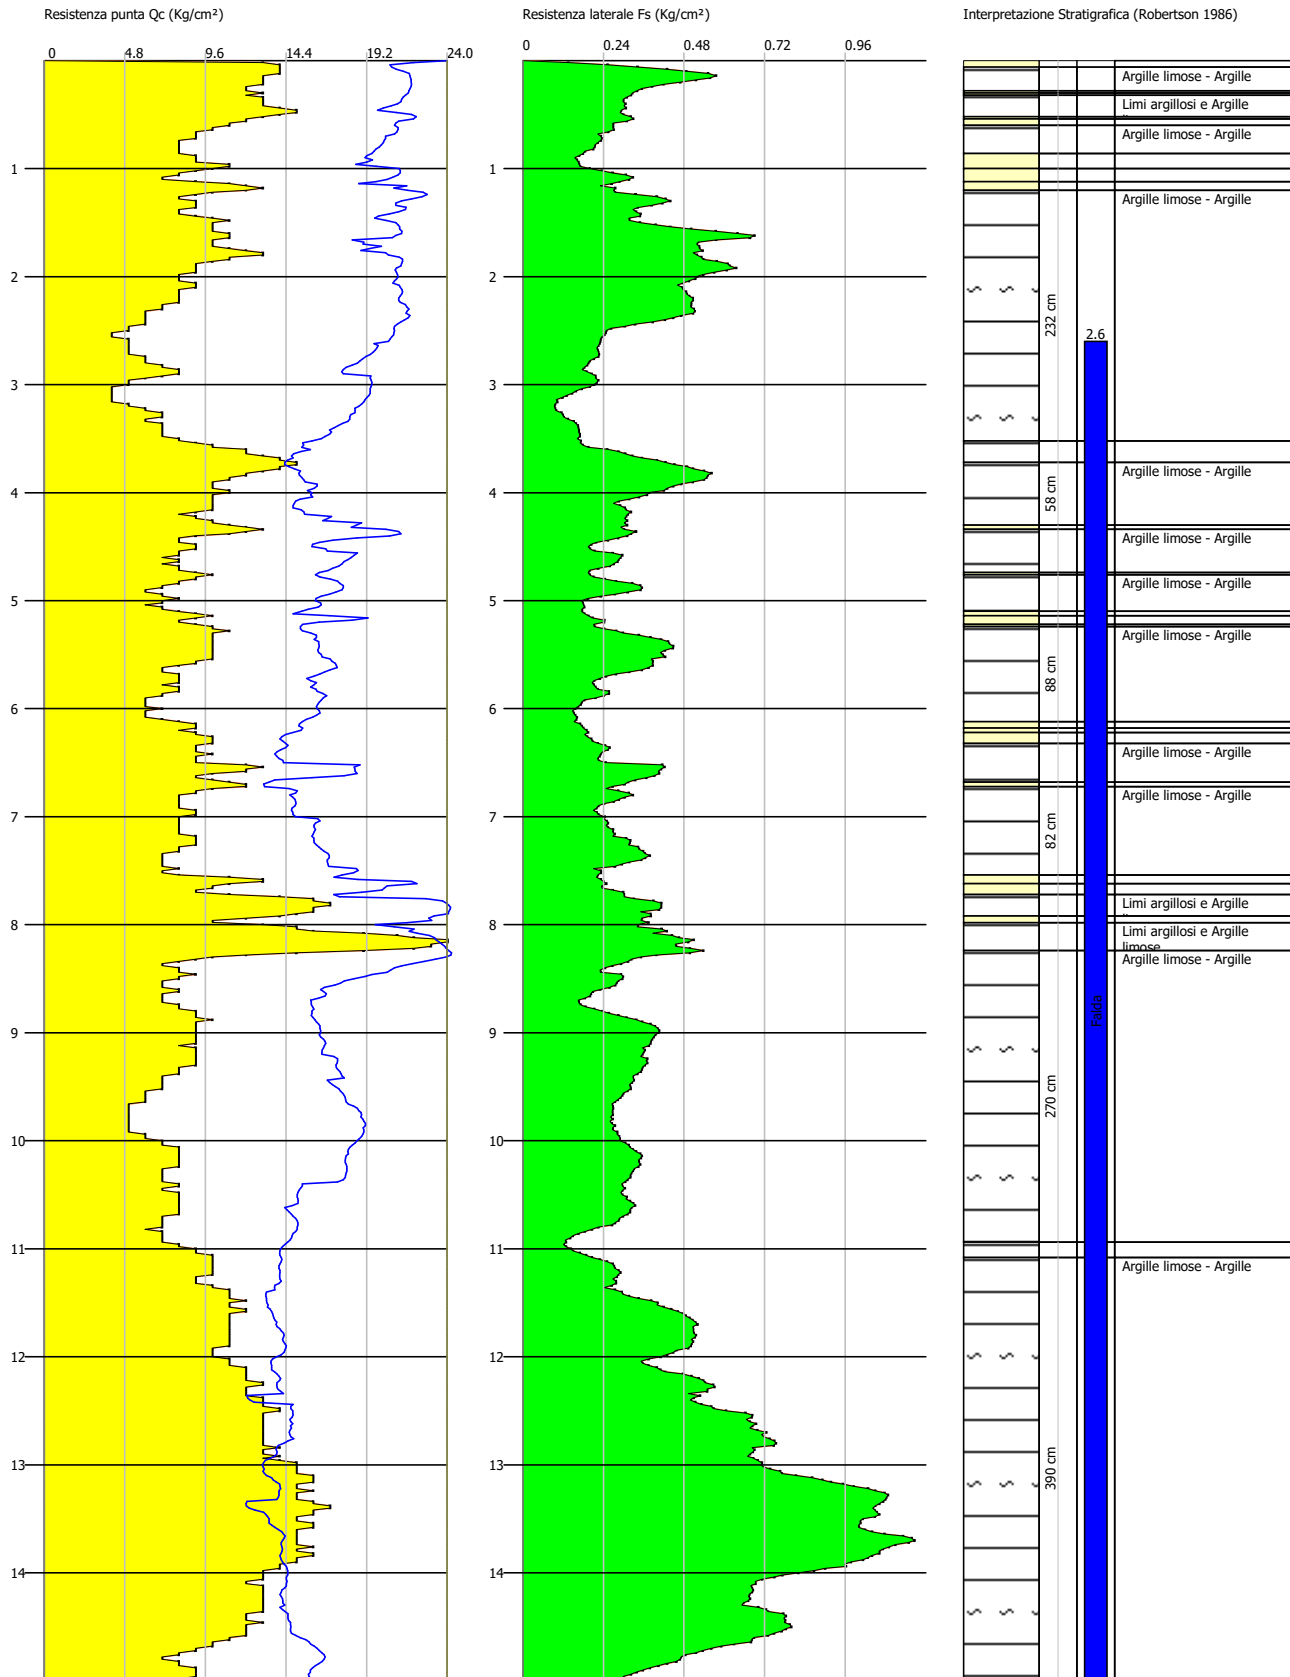 Resistenza punta Qc (Kg/cm²)
Resistenza laterale Fs (Kg/cm²)
Interpretazione Stratigrafica (Robertson 1986)
0 4.8 9.6 14.4 19.2 24.0
0 0.24 0.48 0.72 0.96
Argille limose - Argille
Limi argillosi e Argille
Argille limose - Argille
1 1
Argille limose - Argille
2 2
232 cm
2.6
3 3
Argille limose - Argille
4 4
58 cm
Argille limose - Argille
Argille limose - Argille
5 5
Argille limose - Argille
88 cm
6 6
Argille limose - Argille
Argille limose - Argille
7 7
82 cm
Limi argillosi e Argille
8 8
Limi argillosi e Argille
limose
Argille limose - Argille
Falda
9 9
270 cm
10 10
11 11
Argille limose - Argille
12 12
13 13
390 cm
14 14